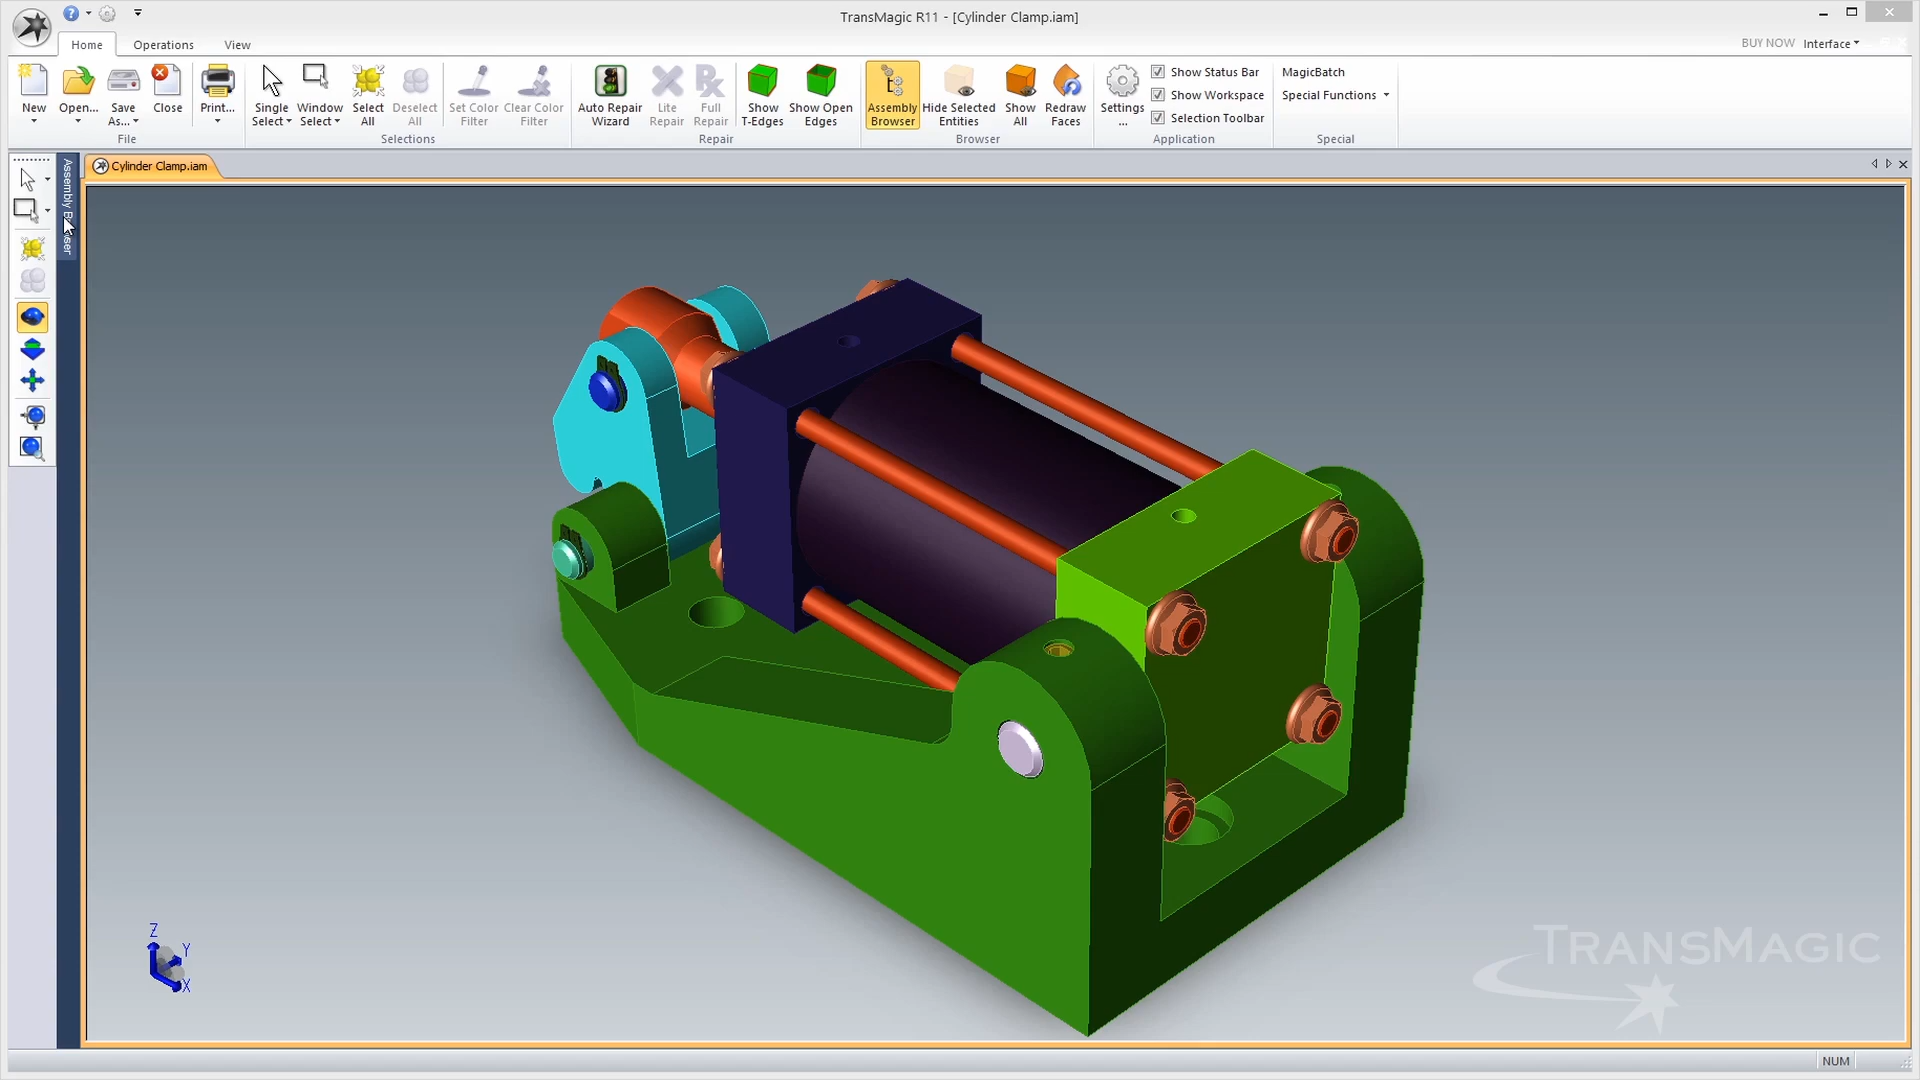 TransMagic R11 - [Cylinder Clamp.iam]
Home Operations View
BUY NOW Interface
New
Open...
Save As...
Close
Print...
Single Select
Window Select
Select All
Deselect All
Set Color Filter
Clear Color Filter
Auto Repair Wizard
Lite Repair
Full Repair
Show T-Edges
Show Open Edges
Assembly Browser
Hide Selected Entities
Show All
Redraw Faces
Settings ...
Show Status Bar
Show Workspace
Selection Toolbar
MagicBatch
Special Functions
File Selections Repair Browser Application Special
Assembly Browser
Cylinder Clamp.iam
Z
Y
X
TRANSMAGIC
NUM